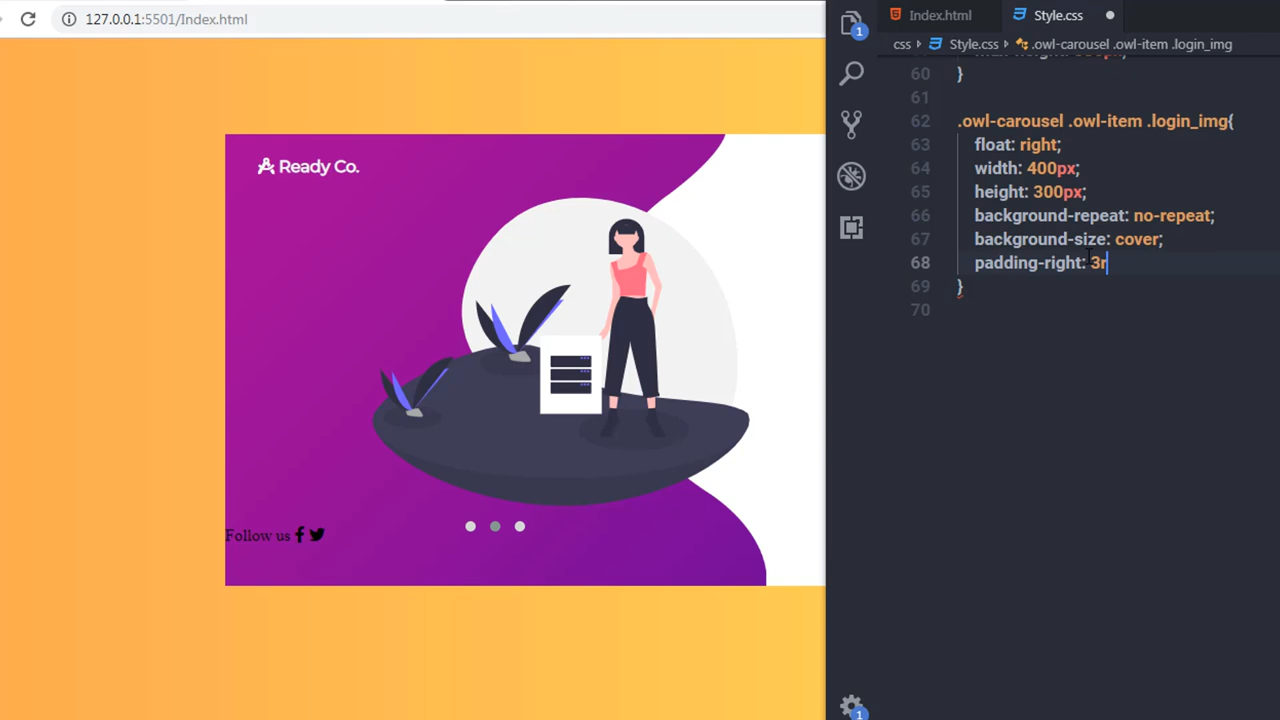 127.0.0.1:5501/Index.html
Ready Co.
Follow us
1
Index.html
Style.css
css
Style.css
.owl-carousel .owl-item .login_img
60 }
61
62 .owl-carousel .owl-item .login_img{
63 float: right;
64 width: 400px;
65 height: 300px;
66 background-repeat: no-repeat;
67 background-size: cover;
68 padding-right: 3r
69 }
70
1